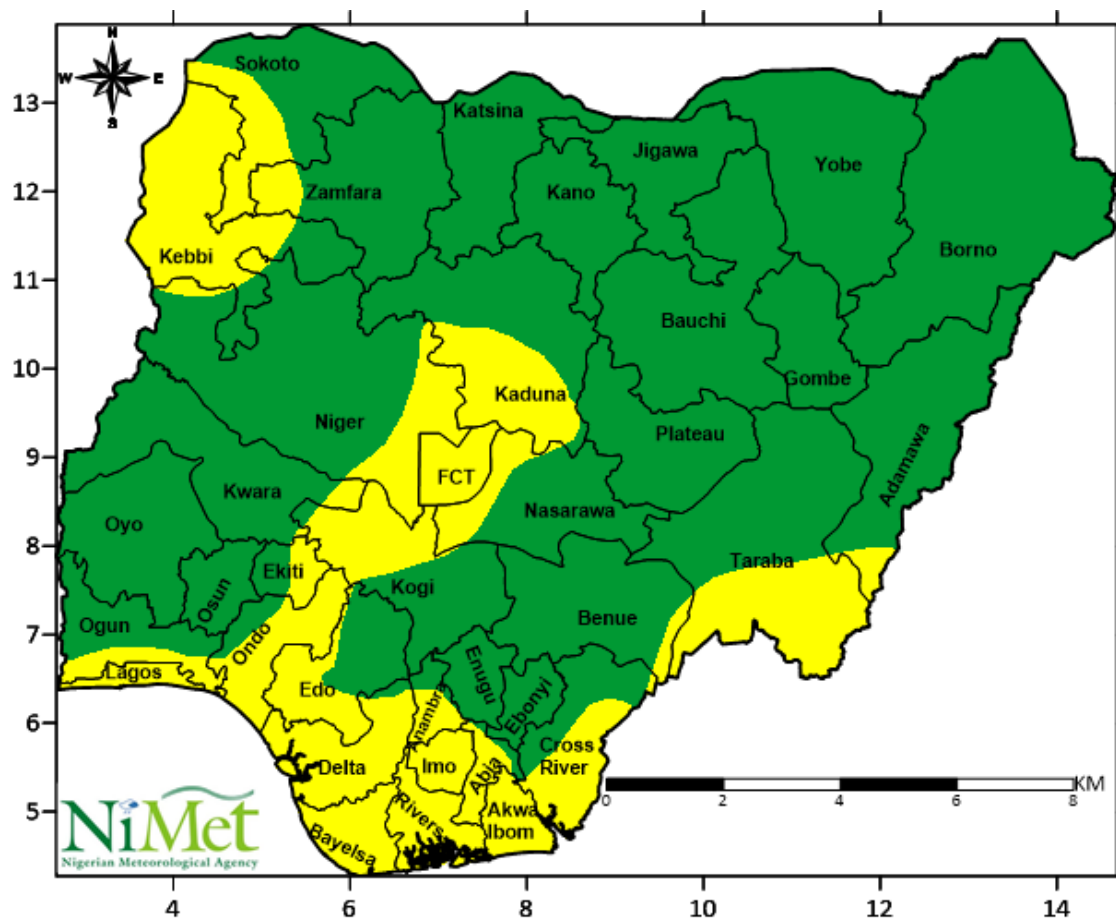 N
W E
S
Sokoto
13
Katsina
Jigawa
Yobe
12
Zamfara
Kano
Kebbi
Borno
11
Bauchi
10
Kaduna
Gombe
Niger
Plateau
9
FCT
Adamawa
Kwara
Oyo
Nasarawa
8
Taraba
Ekiti
Osun
Kogi
Benue
7
Ogun
Ondo
Enugu
Lagos
Edo
Ebonyi
Anambra
6
Cross
River
Delta
Imo
Abia
KM
0 2 4 6 8
5
Rivers
Akwa
Ibom
Bayelsa
NiMet
Nigerian Meteorological Agency
4 6 8 10 12 14